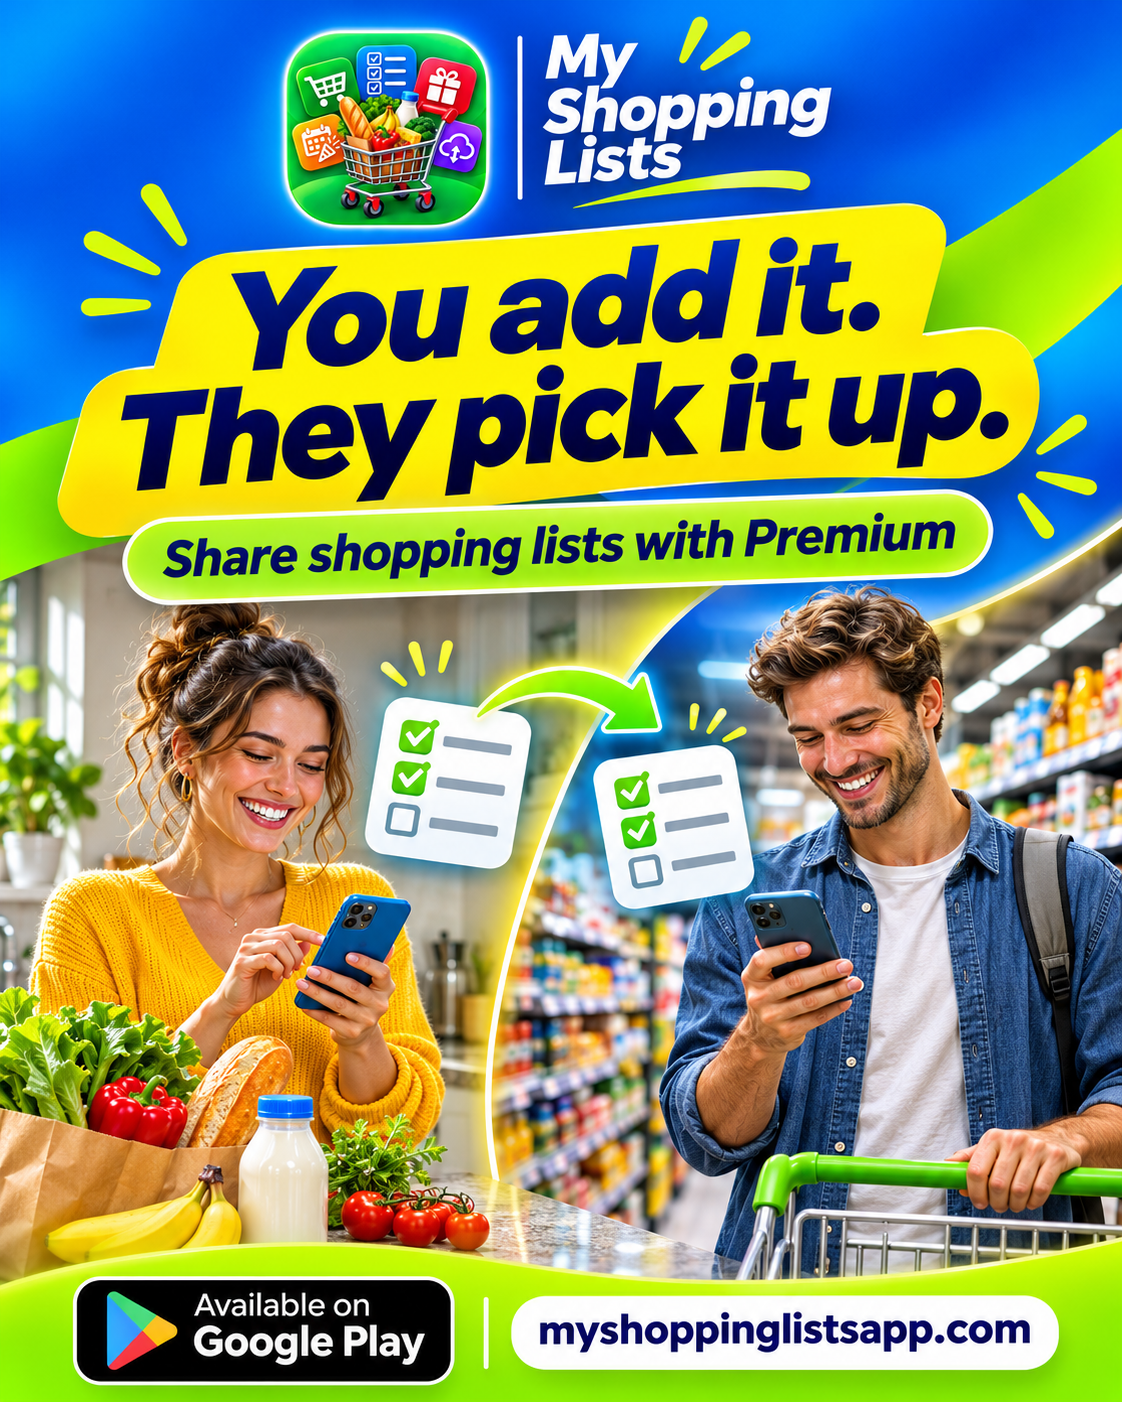 My
Shopping
Lists
You add it.
They pick it up.
Share shopping lists with Premium
Available on
Google Play
myshoppinglistsapp.com